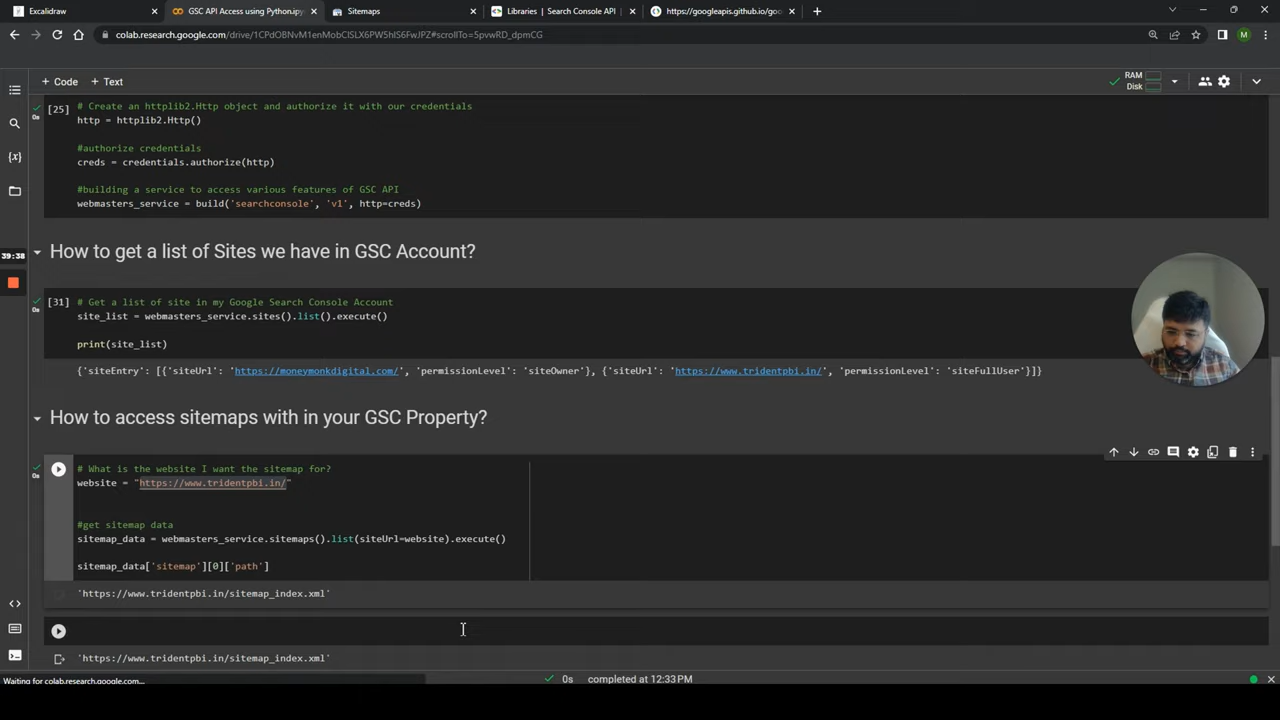 Excalidraw
GSC API Access using Python.ipyn
Sitemaps
Libraries | Search Console API |
https://googleapis.github.io/goo
colab.research.google.com/drive/1CPdOBNvM1enMobClSLX6PW5hlS6FwJPZ#scrollTo=5pvwRD_dpmCG
M
+ Code + Text
RAM
Disk
[25]
# Create an httplib2.Http object and authorize it with our credentials
http = httplib2.Http()
#authorize credentials
creds = credentials.authorize(http)
#building a service to access various features of GSC API
webmasters_service = build('searchconsole', 'v1', http=creds)
0s
How to get a list of Sites we have in GSC Account?
39:38
[31]
# Get a list of site in my Google Search Console Account
site_list = webmasters_service.sites().list().execute()
print(site_list)
0s
{'siteEntry': [{'siteUrl': 'https://moneymonkdigital.com/', 'permissionLevel': 'siteOwner'}, {'siteUrl': 'https://www.tridentpbi.in/', 'permissionLevel': 'siteFullUser'}]}
How to access sitemaps with in your GSC Property?
# What is the website I want the sitemap for?
website = "https://www.tridentpbi.in/"
0s
#get sitemap data
sitemap_data = webmasters_service.sitemaps().list(siteUrl=website).execute()
sitemap_data['sitemap'][0]['path']
'https://www.tridentpbi.in/sitemap_index.xml'
'https://www.tridentpbi.in/sitemap_index.xml'
Waiting for colab.research.google.com...
0s completed at 12:33PM